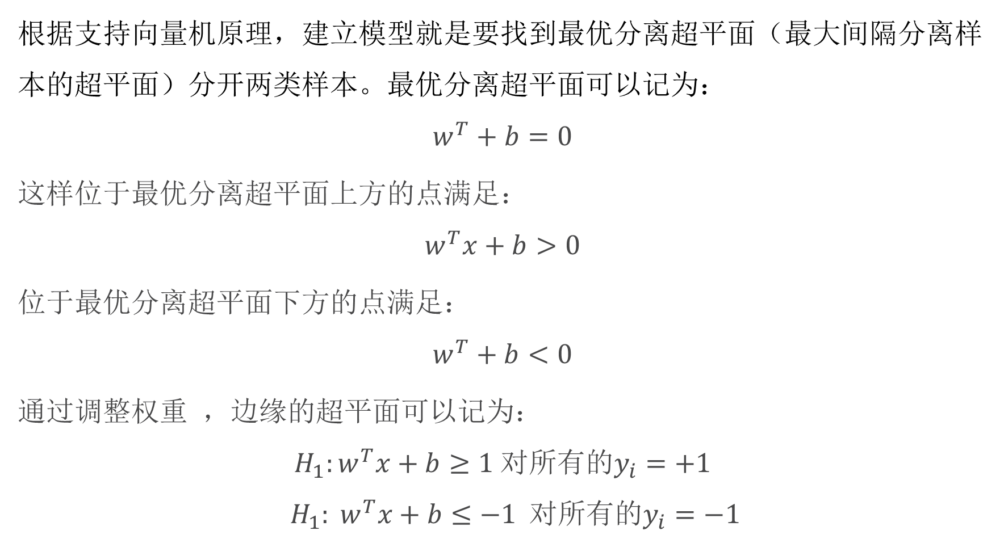 根据支持向量机原理，建立模型就是要找到最优分离超平面（最大间隔分离样
本的超平面）分开两类样本。最优分离超平面可以记为：
w^T + b = 0
这样位于最优分离超平面上方的点满足：
w^T x + b > 0
位于最优分离超平面下方的点满足：
w^T + b < 0
通过调整权重 ，边缘的超平面可以记为：
H_1: w^T x + b ≥ 1 对所有的y_i = +1
H_1: w^T x + b ≤ −1 对所有的y_i = −1